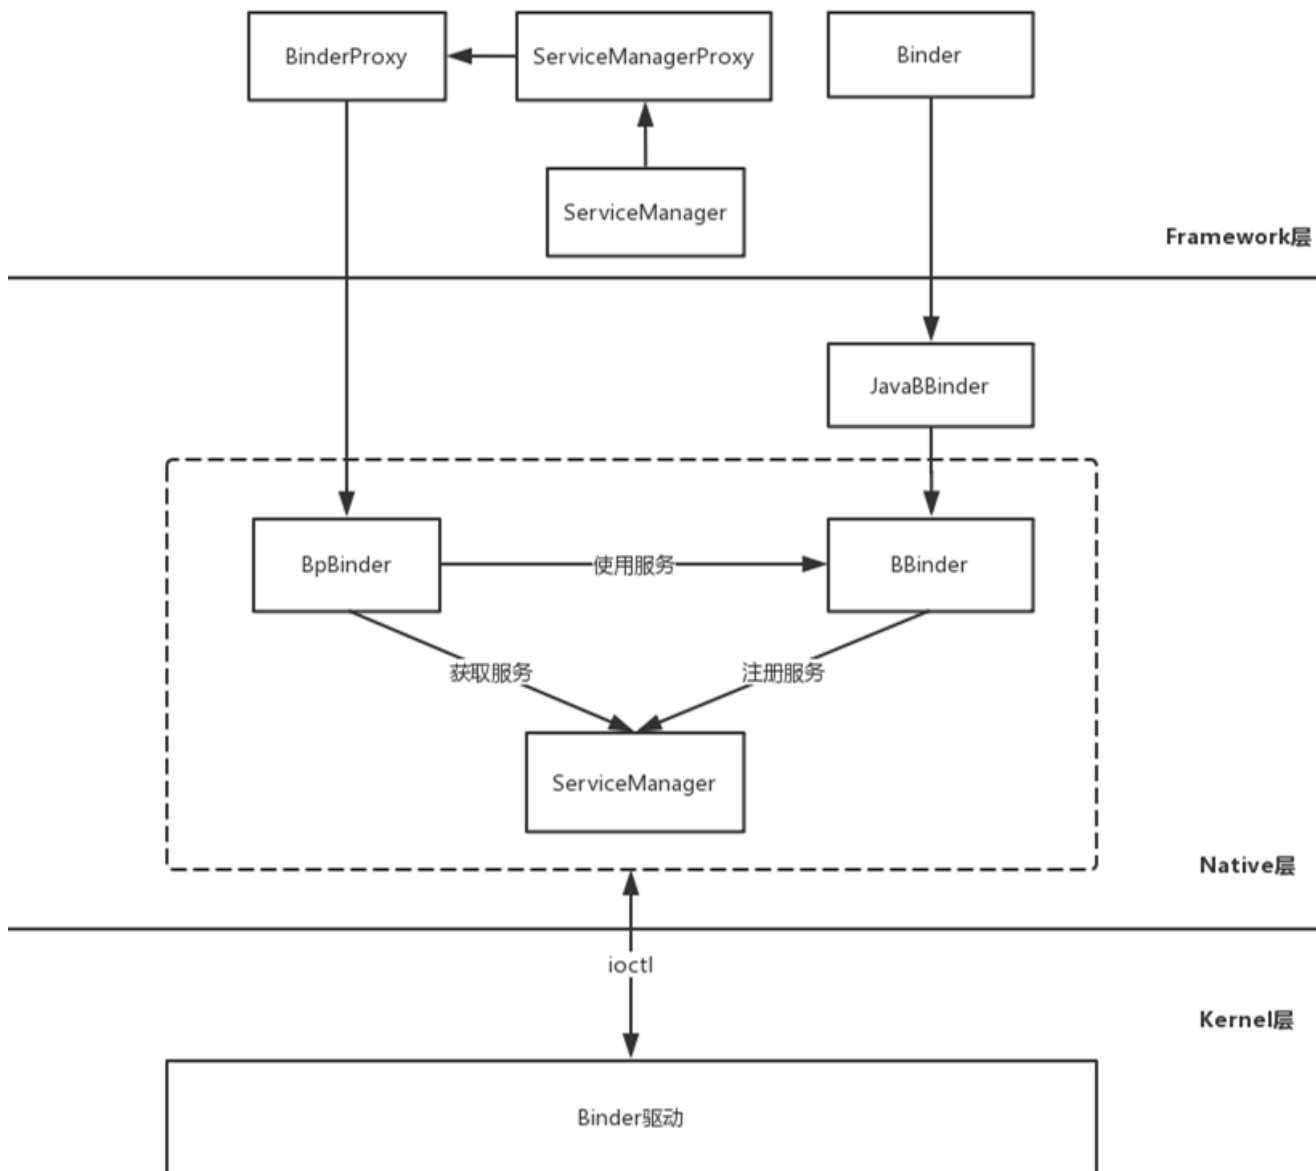 BinderProxy
ServiceManagerProxy
Binder
ServiceManager
Framework层
JavaBBinder
BpBinder
使用服务
BBinder
获取服务
注册服务
ServiceManager
Native层
ioctl
Kernel层
Binder驱动